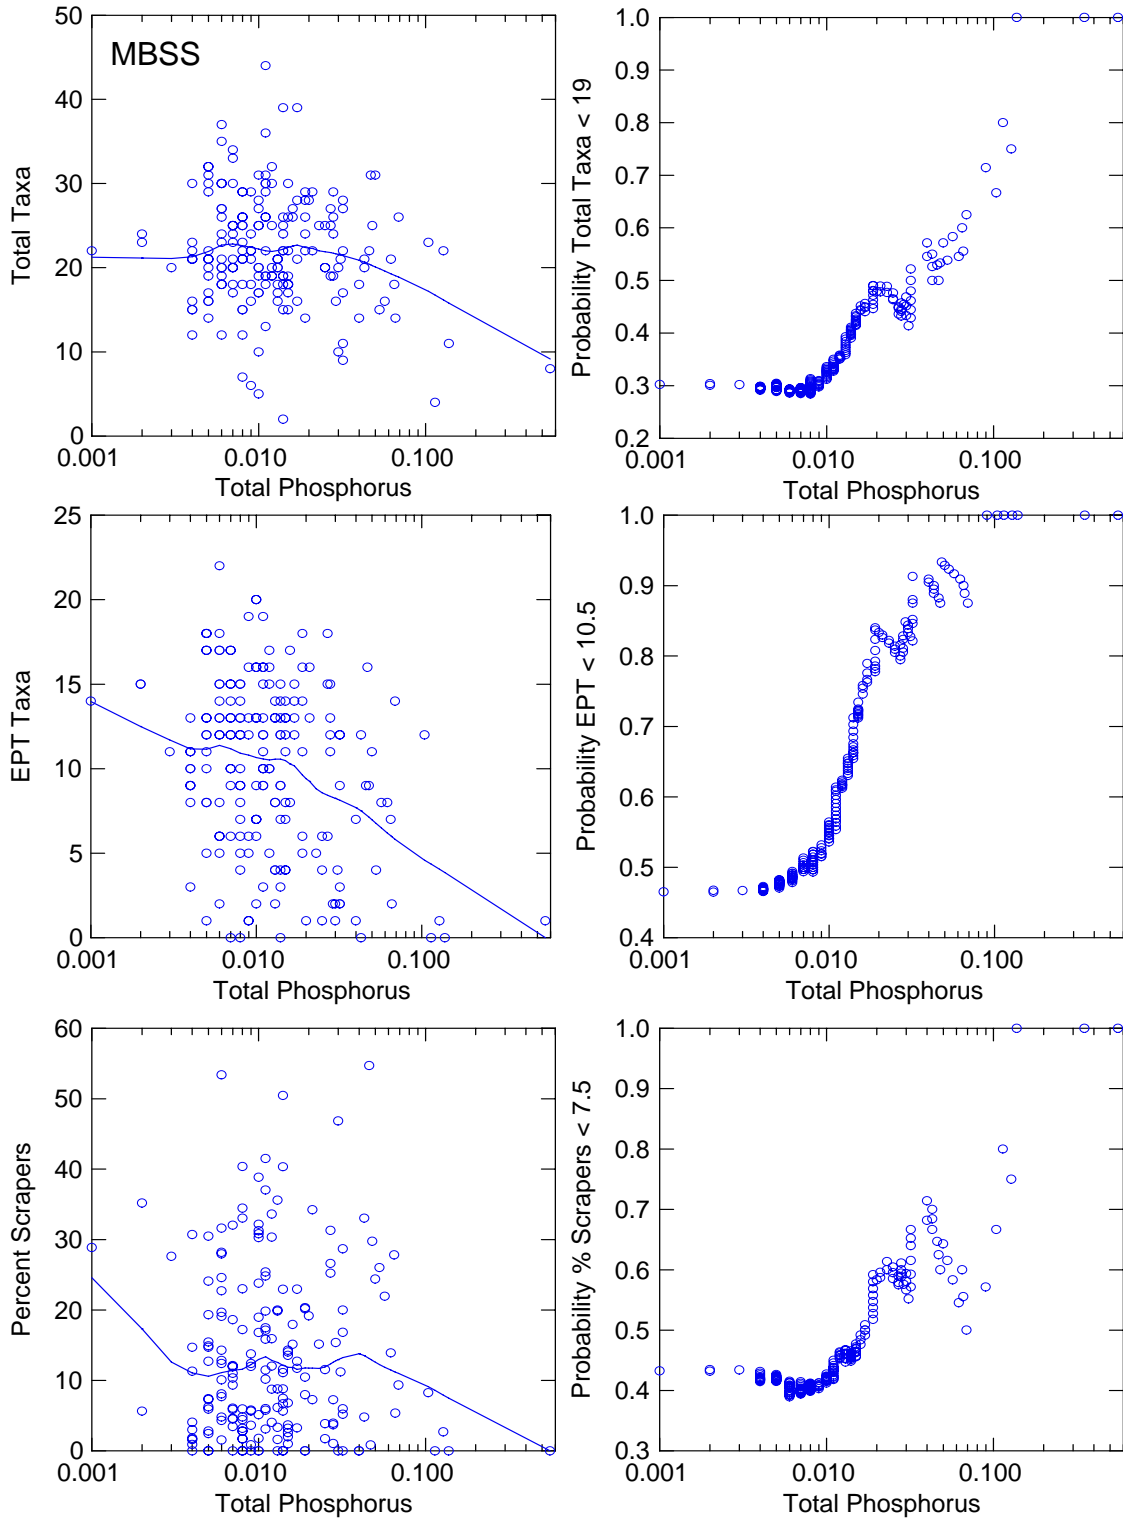 MBSS
50
40
30
20
10
0
Total Taxa
0.001 0.010 0.100
Total Phosphorus
1.0
0.9
0.8
0.7
0.6
0.5
0.4
0.3
0.2
Probability Total Taxa < 19
0.001 0.010 0.100
Total Phosphorus
25
20
15
10
5
0
EPT Taxa
0.001 0.010 0.100
Total Phosphorus
1.0
0.9
0.8
0.7
0.6
0.5
0.4
Probability EPT < 10.5
0.001 0.010 0.100
Total Phosphorus
60
50
40
30
20
10
0
Percent Scrapers
0.001 0.010 0.100
Total Phosphorus
1.0
0.9
0.8
0.7
0.6
0.5
0.4
0.3
Probability % Scrapers < 7.5
0.001 0.010 0.100
Total Phosphorus